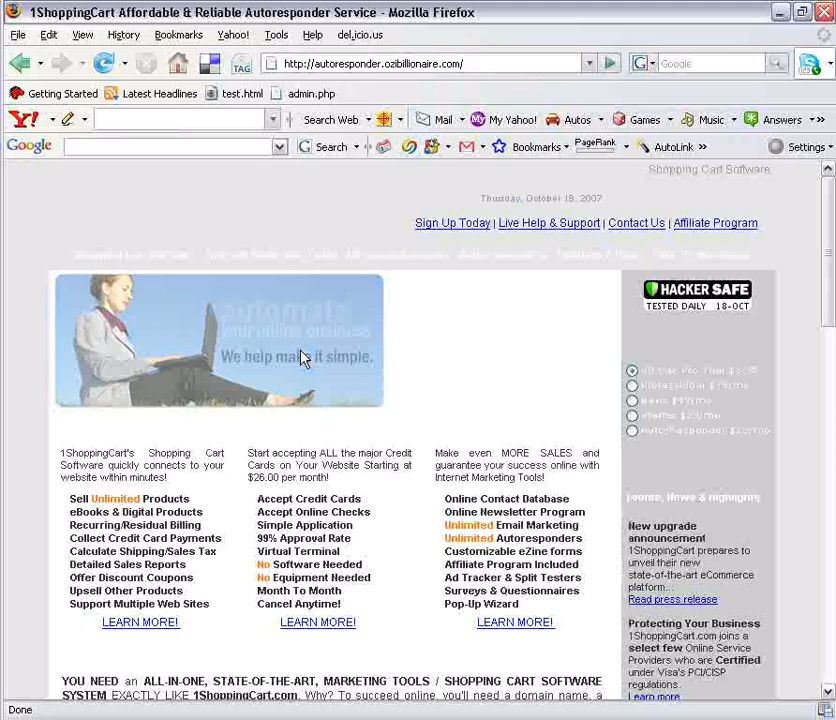 1ShoppingCart Affordable & Reliable Autoresponder Service - Mozilla Firefox
File Edit View History Bookmarks Yahoo! Tools Help del.icio.us
TAG http://autoresponder.ozibillionaire.com/ G Google
Getting Started Latest Headlines test.html admin.php
Y! Search Web Mail My Yahoo! Autos Games Music Answers >>
Google G Search Bookmarks PageRank AutoLink >> Settings
Shopping Cart Software
Thursday, October 18, 2007
Sign Up Today | Live Help & Support | Contact Us | Affiliate Program
automate
your online business
We help make it simple.
HACKER SAFE
TESTED DAILY 18-OCT
1ShoppingCart's Shopping Cart
Software quickly connects to your
website within minutes!
Sell Unlimited Products
eBooks & Digital Products
Recurring/Residual Billing
Collect Credit Card Payments
Calculate Shipping/Sales Tax
Detailed Sales Reports
Offer Discount Coupons
Upsell Other Products
Support Multiple Web Sites
LEARN MORE!
Start accepting ALL the major Credit
Cards on Your Website Starting at
$26.00 per month!
Accept Credit Cards
Accept Online Checks
Simple Application
99% Approval Rate
Virtual Terminal
No Software Needed
No Equipment Needed
Month To Month
Cancel Anytime!
LEARN MORE!
Make even MORE SALES and
guarantee your success online with
Internet Marketing Tools!
Online Contact Database
Online Newsletter Program
Unlimited Email Marketing
Unlimited Autoresponders
Customizable eZine forms
Affiliate Program Included
Ad Tracker & Split Testers
Surveys & Questionnaires
Pop-Up Wizard
LEARN MORE!
Events, News & Highlights
New upgrade
announcement
1ShoppingCart prepares to
unveil their new
state-of-the-art eCommerce
platform...
Read press release
Protecting Your Business
1ShoppingCart.com joins a
select few Online Service
Providers who are Certified
under Visa's PCI/CISP
regulations.
Learn more
YOU NEED an ALL-IN-ONE, STATE-OF-THE-ART, MARKETING TOOLS / SHOPPING CART SOFTWARE
SYSTEM EXACTLY LIKE 1ShoppingCart.com. Why? To succeed online, you'll need a domain name, a
Done